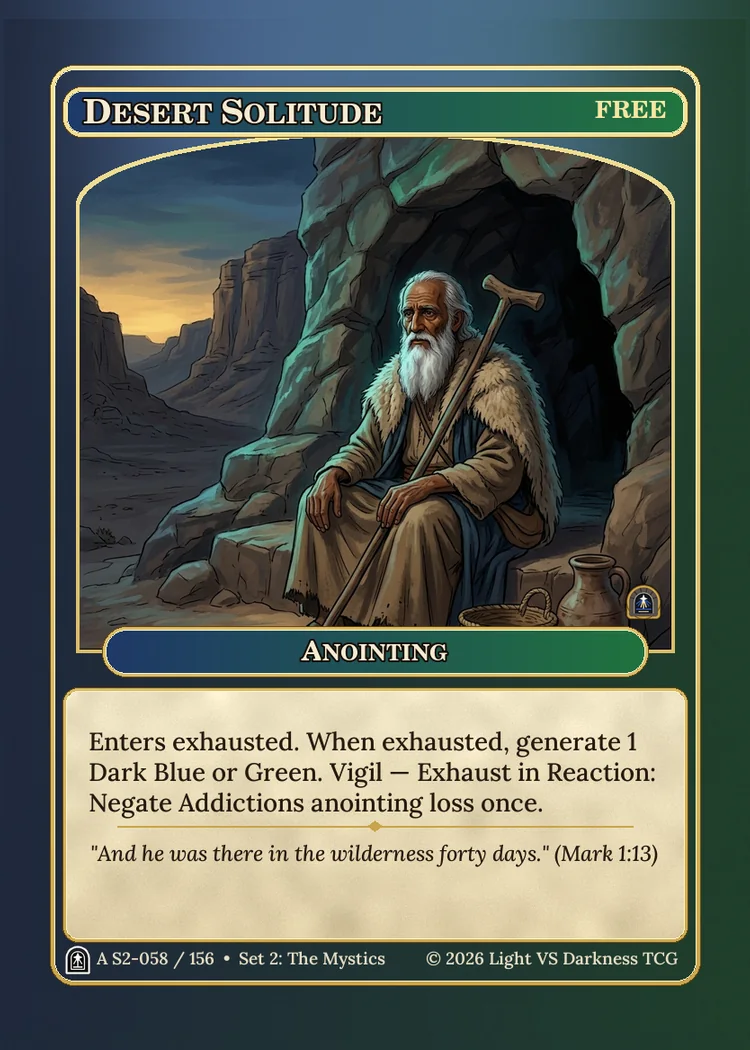 DESERT SOLITUDE
FREE
ANOINTING
Enters exhausted. When exhausted, generate 1
Dark Blue or Green. Vigil — Exhaust in Reaction:
Negate Addictions anointing loss once.
"And he was there in the wilderness forty days." (Mark 1:13)
A S2-058 / 156 • Set 2: The Mystics
© 2026 Light VS Darkness TCG